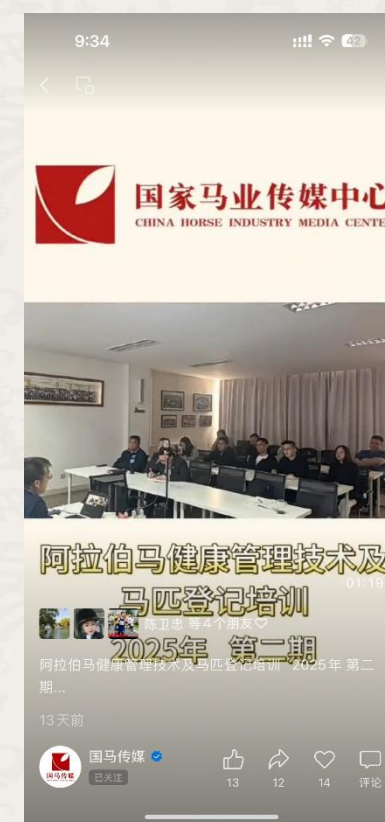 9:34
42
国家马业传媒中心
CHINA HORSE INDUSTRY MEDIA CENTE
阿拉伯马健康管理技术及
马匹登记培训
2025年 第二期
01:19
陈卫忠 等4个朋友♡
阿拉伯马健康管理技术及马匹登记培训 2025年 第二
期...
13天前
国马传媒
已关注
13
12
14
评论
国马传媒